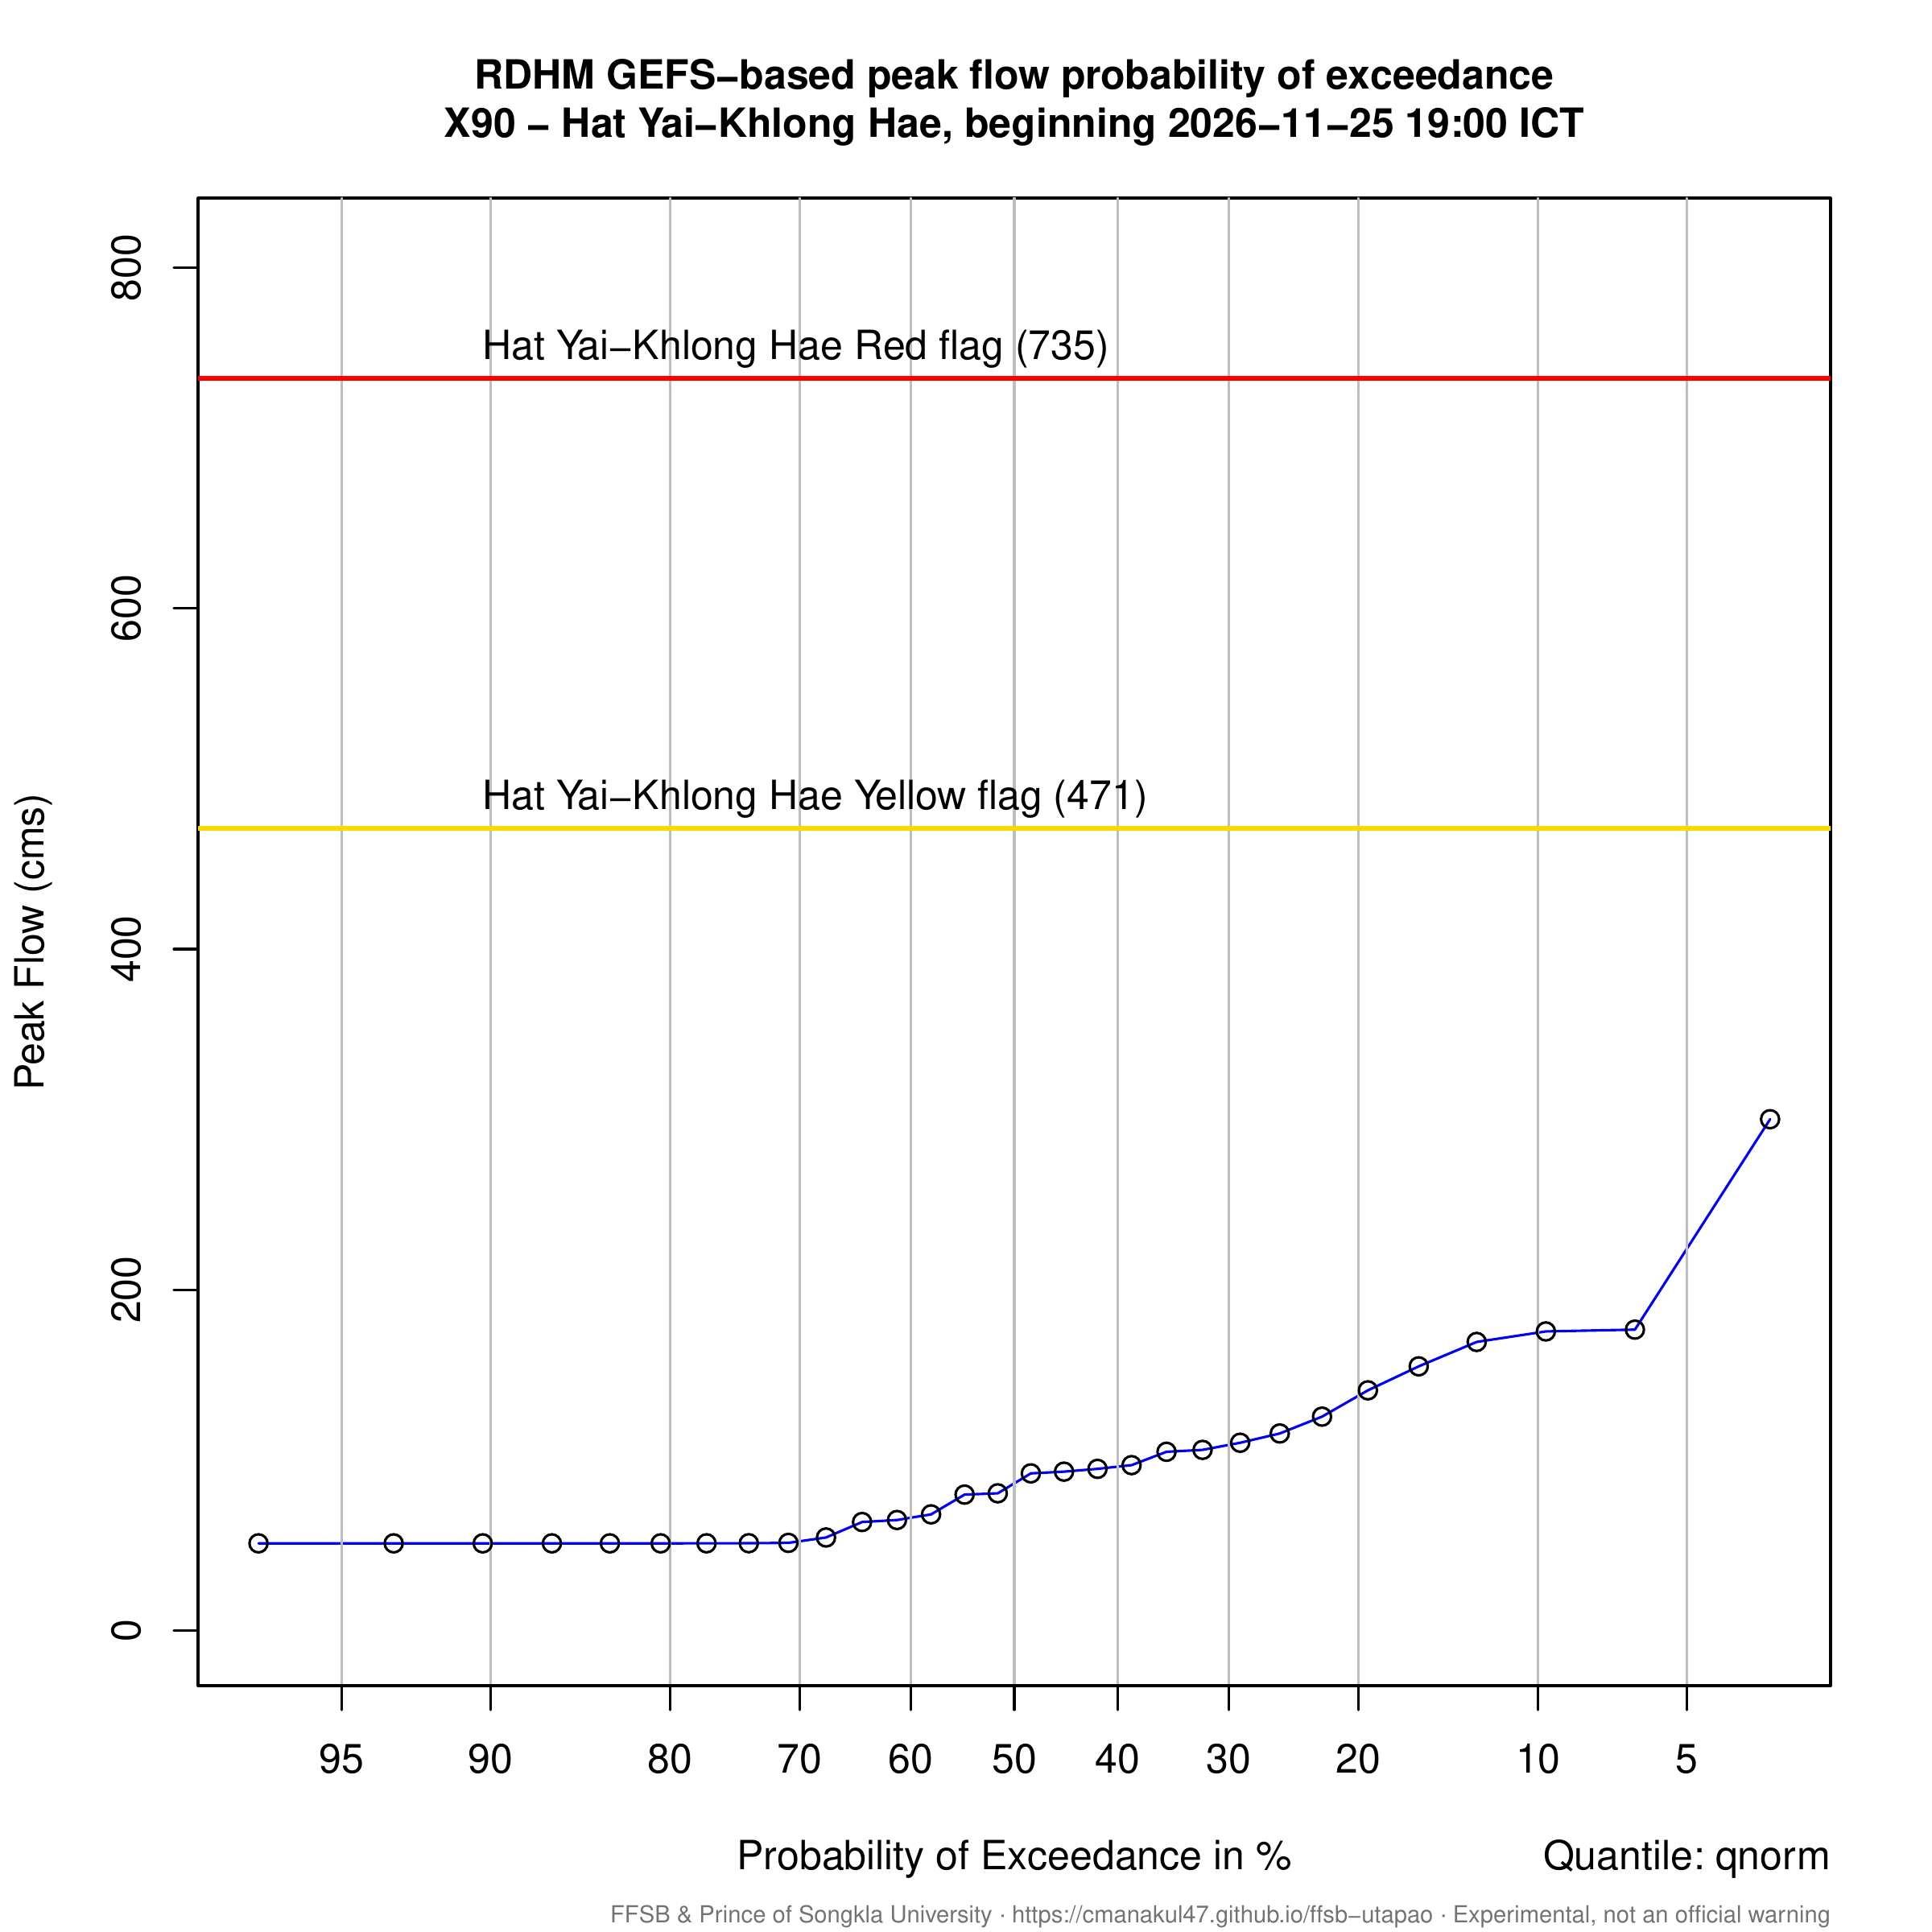 RDHM GEFS−based peak flow probability of exceedance
X90 − Hat Yai−Khlong Hae, beginning 2026−11−25 19:00 ICT
800
600
400
200
0
Peak Flow (cms)
Hat Yai−Khlong Hae Red flag (735)
Hat Yai−Khlong Hae Yellow flag (471)
95 90 80 70 60 50 40 30 20 10 5
Probability of Exceedance in %
Quantile: qnorm
FFSB & Prince of Songkla University · https://cmanakul47.github.io/ffsb−utapao · Experimental, not an official warning